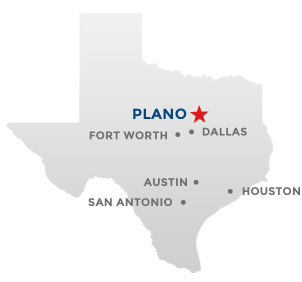 PLANO
DALLAS
FORT WORTH
AUSTIN
HOUSTON
SAN ANTONIO